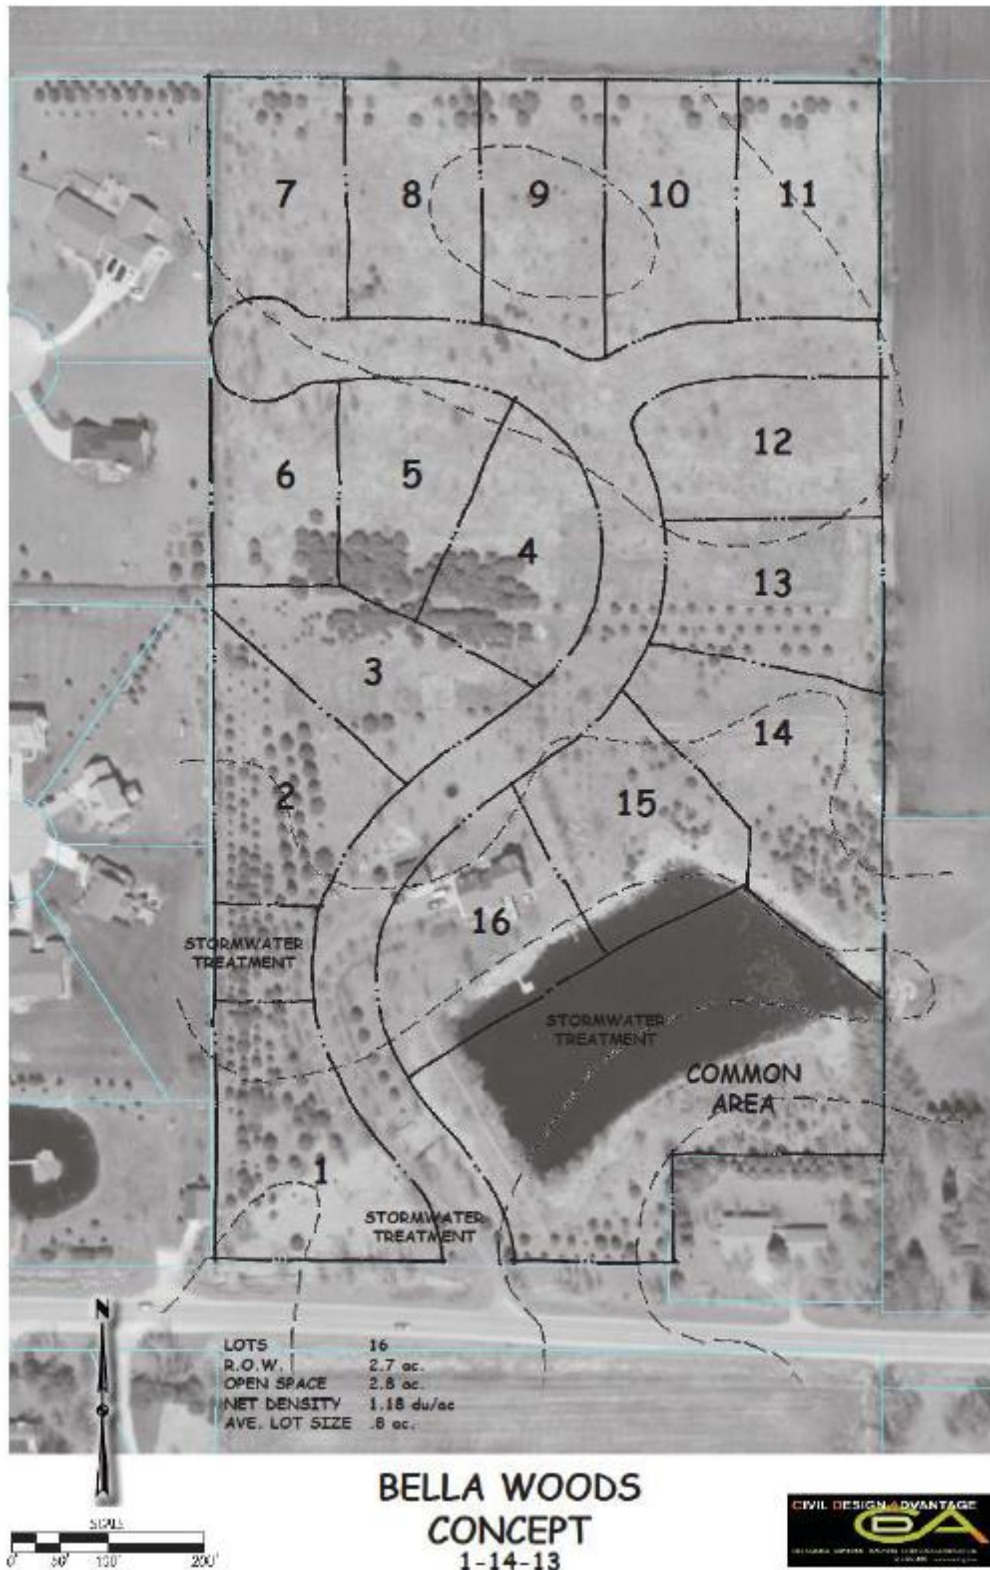 7
8
9
10
11
12
6
5
4
13
3
14
2
15
16
STORMWATER
TREATMENT
STORMWATER
TREATMENT
COMMON
AREA
1
STORMWATER
TREATMENT
N
LOTS 16
R.O.W. 2.7 ac.
OPEN SPACE 2.8 ac.
NET DENSITY 1.18 du/ac
AVE. LOT SIZE .8 ac.
BELLA WOODS
CONCEPT
1-14-13
SCALE
0' 50' 100' 200'
CIVIL DESIGN ADVANTAGE
CDA